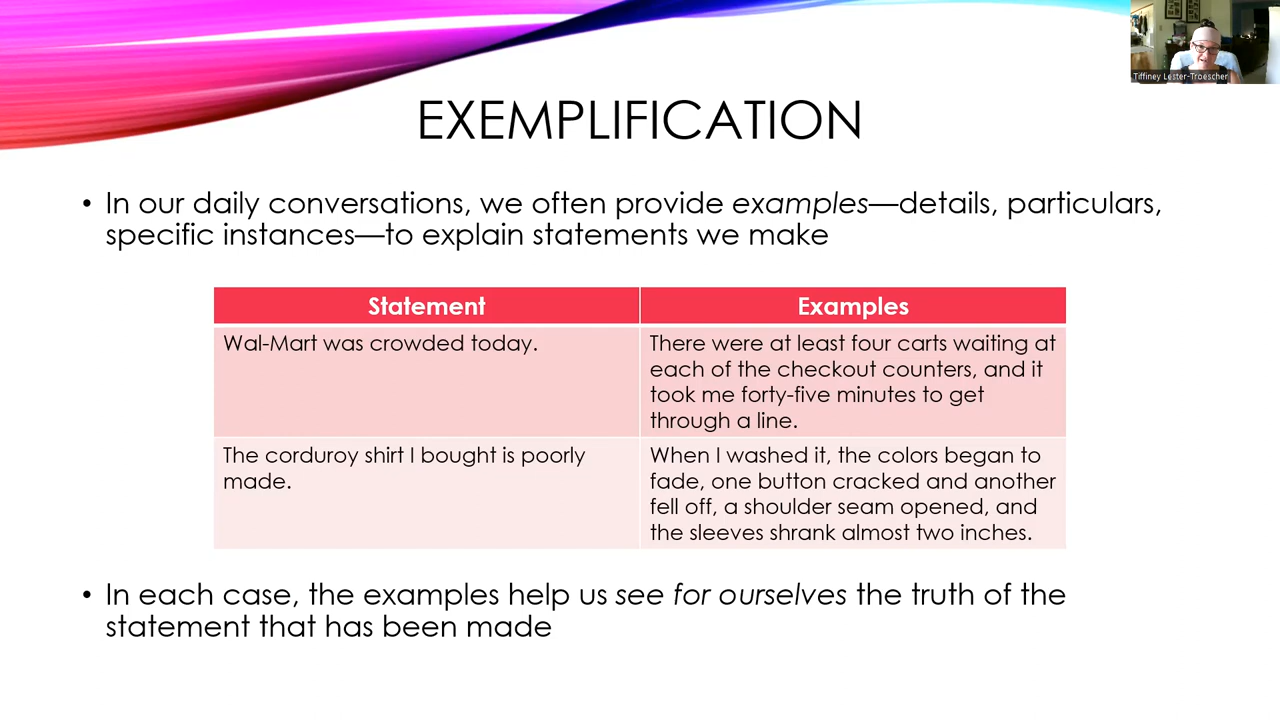 Tiffiney Lester-Troescher
EXEMPLIFICATION
• In our daily conversations, we often provide examples—details, particulars,
specific instances—to explain statements we make
Statement
Examples
Wal-Mart was crowded today.
There were at least four carts waiting at
each of the checkout counters, and it
took me forty-five minutes to get
through a line.
The corduroy shirt I bought is poorly
made.
When I washed it, the colors began to
fade, one button cracked and another
fell off, a shoulder seam opened, and
the sleeves shrank almost two inches.
• In each case, the examples help us see for ourselves the truth of the
statement that has been made